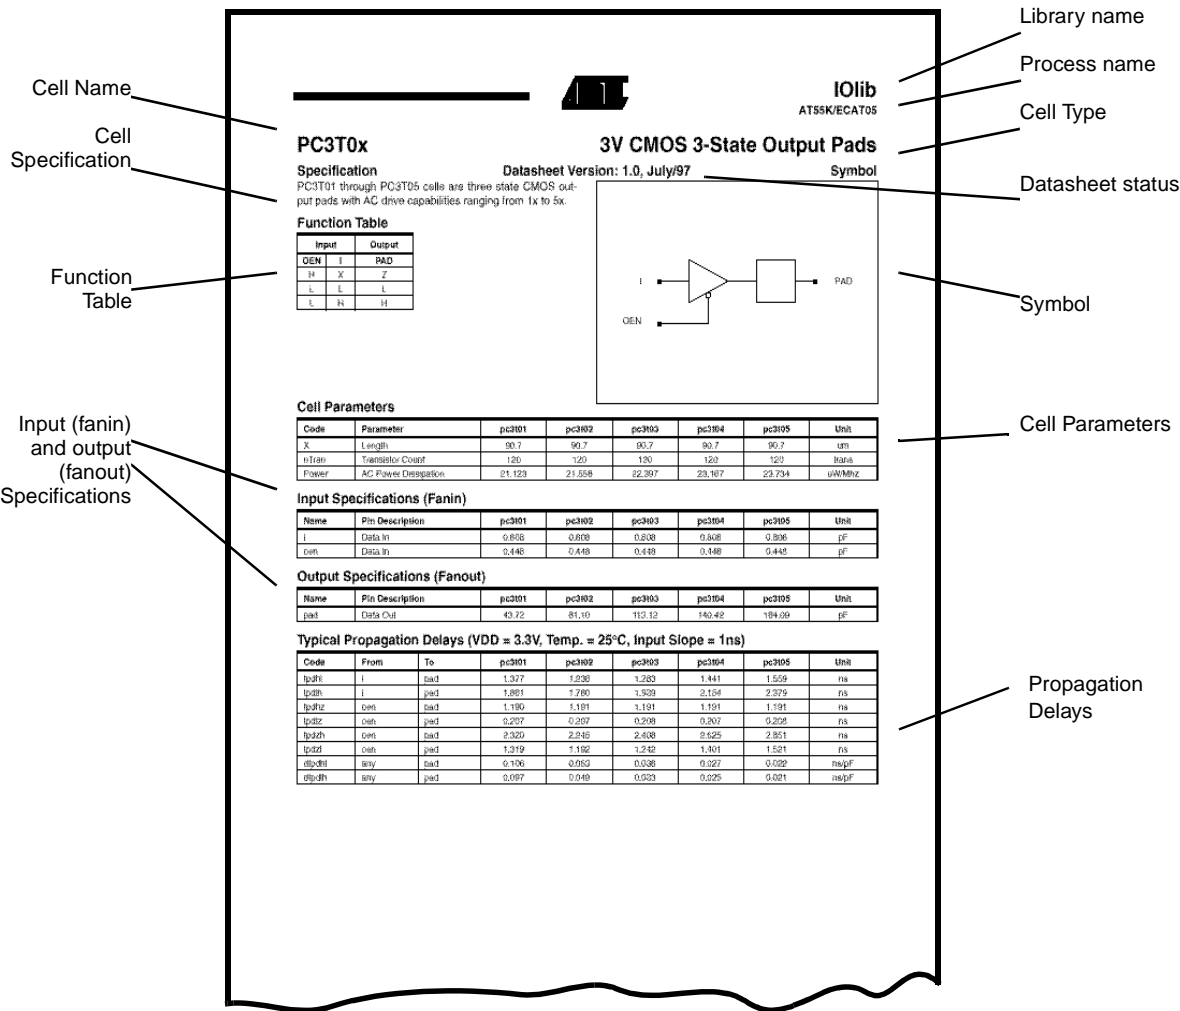 Library name
Process name
Cell Type
Datasheet status
Symbol
Cell Parameters
Propagation
Delays
Cell Name
Cell
Specification
Function
Table
Input (fanin)
and output
(fanout)
Specifications
IOlib
AT55K/ECAT05
PC3T0x 3V CMOS 3-State Output Pads
Specification Datasheet Version: 1.0, July/97 Symbol
PC3T01 through PC3T05 cells are three state CMOS out-
put pads with AC drive capabilities ranging from 1x to 5x.
Function Table
Input Output
OEN I PAD
H X Z
L L L
L H H
I PAD
OEN
Cell Parameters
Code Parameter pc3t01 pc3t02 pc3t03 pc3t04 pc3t05 Unit
X Length 90.7 90.7 90.7 90.7 90.7 um
nTran Transistor Count 120 120 120 120 120 trans
Power AC Power Dissipation 21.123 21.558 22.397 23.167 23.734 uW/Mhz
Input Specifications (Fanin)
Name Pin Description pc3t01 pc3t02 pc3t03 pc3t04 pc3t05 Unit
i Data In 0.808 0.808 0.808 0.808 0.808 pF
oen Data In 0.448 0.448 0.448 0.448 0.448 pF
Output Specifications (Fanout)
Name Pin Description pc3t01 pc3t02 pc3t03 pc3t04 pc3t05 Unit
pad Data Out 43.72 81.10 113.12 140.42 164.09 pF
Typical Propagation Delays (VDD = 3.3V, Temp. = 25°C, Input Slope = 1ns)
Code From To pc3t01 pc3t02 pc3t03 pc3t04 pc3t05 Unit
tpdhl i pad 1.377 1.238 1.283 1.441 1.559 ns
tpdlh i pad 1.780 2.379 ns
tpdhz oen pad 1.190 1.191 1.191 1.191 1.191 ns
tpdlz oen pad 0.207 0.207 0.208 0.207 0.208 ns
tpdzh oen pad 2.320 2.245 2.408 2.625 2.851 ns
tpdzl oen pad 1.319 1.192 1.242 1.401 1.521 ns
dtpdhl any pad 0.106 0.053 0.036 0.027 0.022 ns/pF
dtpdlh any pad 0.097 0.049 0.033 0.025 0.021 ns/pF